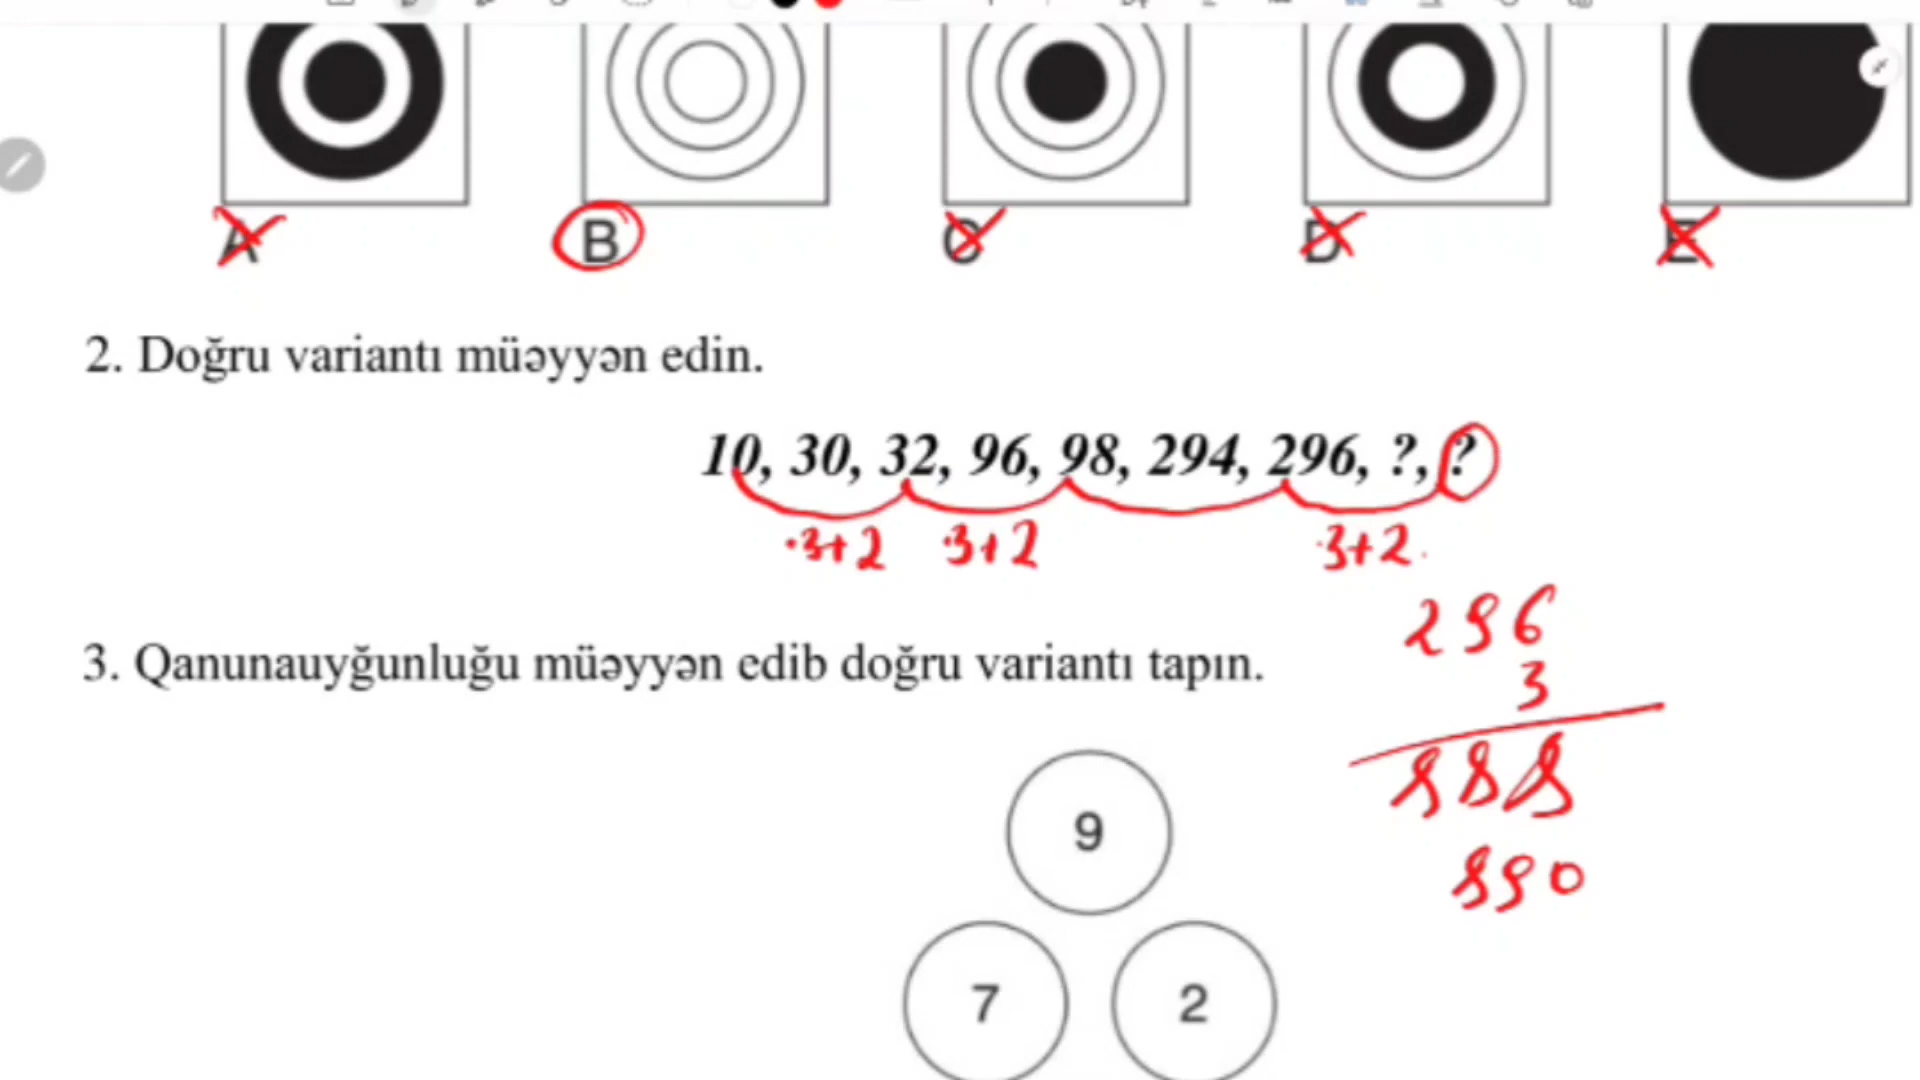 A B C D E
2. Doğru variantı müəyyən edin.
10, 30, 32, 96, 98, 294, 296, ?, ?
·3+2 ·3+2 ·3+2
296
3
888
890
3. Qanunauyğunluğu müəyyən edib doğru variantı tapın.
9
7 2